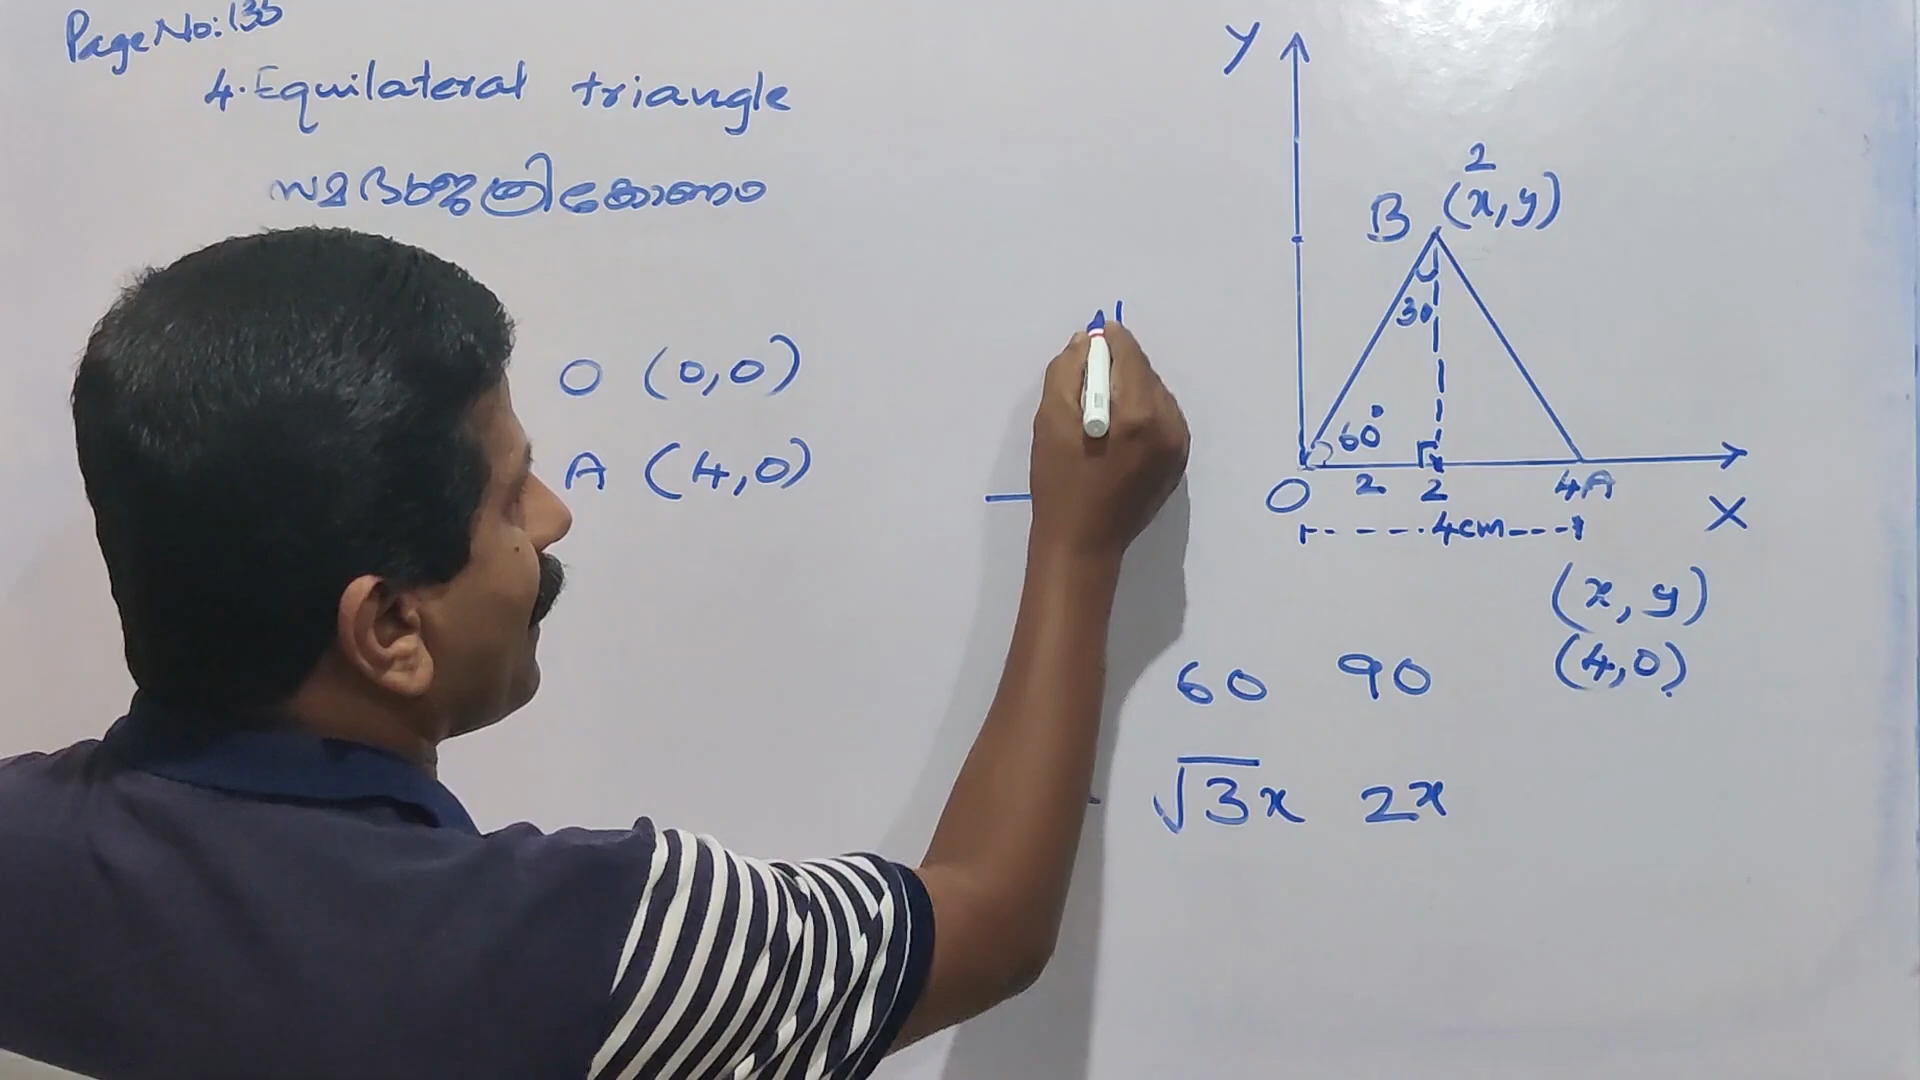 Page No: 135
4. Equilateral triangle
സമഭുജത്രികോണം
O (0,0)
A (4,0)
Y
2
B (x,y)
30
60°
O 2 2 4A
4cm
X
(x, y)
(4,0)
60 90
√3x 2x